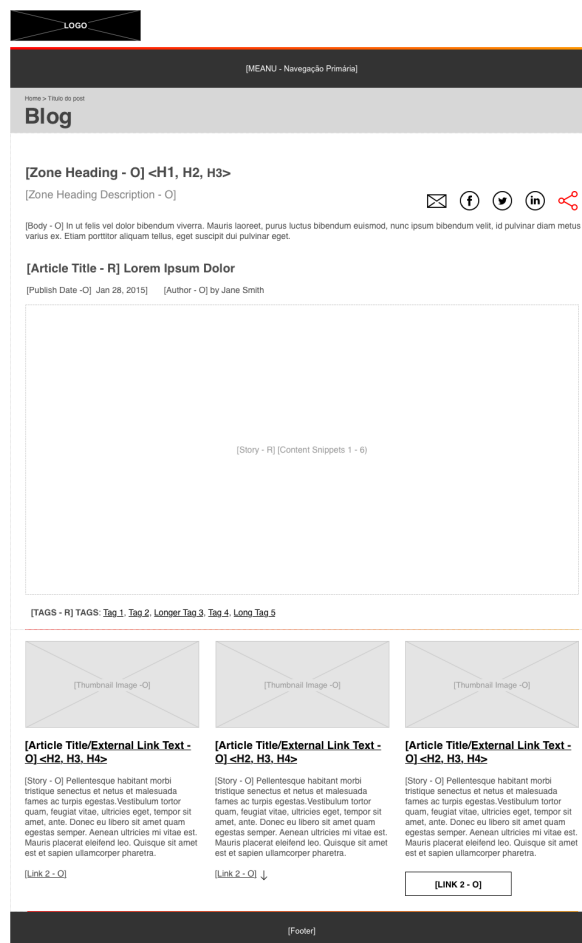 LOGO
[MEANU - Navegação Primária]
Home > Título do post
Blog
[Zone Heading - O] <H1, H2, H3>
[Zone Heading Description - O]
[Body - O] In ut felis vel dolor bibendum viverra. Mauris laoreet, purus luctus bibendum euismod, nunc ipsum bibendum velit, id pulvinar diam metus
varius ex. Etiam porttitor aliquam tellus, eget suscipit dui pulvinar eget.
[Article Title - R] Lorem Ipsum Dolor
[Publish Date -O] Jan 28, 2015] [Author - O] by Jane Smith
[Story - R] [Content Snippets 1 - 6)
[TAGS - R] TAGS: Tag 1, Tag 2, Longer Tag 3, Tag 4, Long Tag 5
[Thumbnail Image -O]
[Article Title/External Link Text -
O] <H2, H3, H4>
[Story - O] Pellentesque habitant morbi
tristique senectus et netus et malesuada
fames ac turpis egestas.Vestibulum tortor
quam, feugiat vitae, ultricies eget, tempor sit
amet, ante. Donec eu libero sit amet quam
egestas semper. Aenean ultricies mi vitae est.
Mauris placerat eleifend leo. Quisque sit amet
est et sapien ullamcorper pharetra.
[Link 2 - O]
[Thumbnail Image -O]
[Article Title/External Link Text -
O] <H2, H3, H4>
[Story - O] Pellentesque habitant morbi
tristique senectus et netus et malesuada
fames ac turpis egestas.Vestibulum tortor
quam, feugiat vitae, ultricies eget, tempor sit
amet, ante. Donec eu libero sit amet quam
egestas semper. Aenean ultricies mi vitae est.
Mauris placerat eleifend leo. Quisque sit amet
est et sapien ullamcorper pharetra.
[Link 2 - O] ↓
[Thumbnail Image -O]
[Article Title/External Link Text -
O] <H2, H3, H4>
[Story - O] Pellentesque habitant morbi
tristique senectus et netus et malesuada
fames ac turpis egestas.Vestibulum tortor
quam, feugiat vitae, ultricies eget, tempor sit
amet, ante. Donec eu libero sit amet quam
egestas semper. Aenean ultricies mi vitae est.
Mauris placerat eleifend leo. Quisque sit amet
est et sapien ullamcorper pharetra.
[LINK 2 - O]
[Footer]